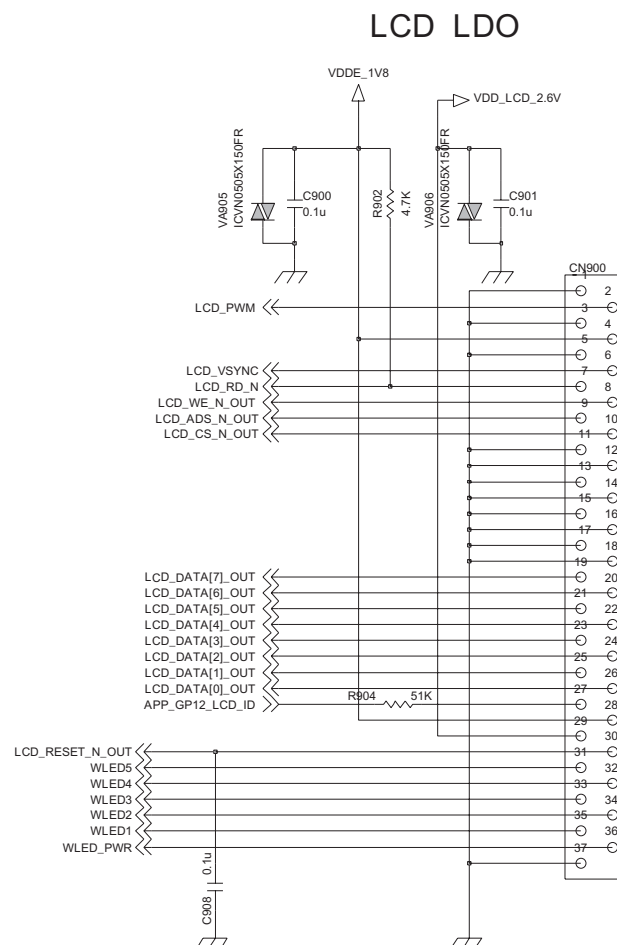 LCD LDO
VDDE_1V8
VDD_LCD_2.6V
VA905
ICVN0505X150FR
C900
0.1u
R902
4.7K
VA906
ICVN0505X150FR
C901
0.1u
CN900
1
2
LCD_PWM
3
4
5
6
LCD_VSYNC
7
LCD_RD_N
8
LCD_WE_N_OUT
9
LCD_ADS_N_OUT
10
LCD_CS_N_OUT
11
12
13
14
15
16
17
18
19
LCD_DATA[7]_OUT
20
LCD_DATA[6]_OUT
21
LCD_DATA[5]_OUT
22
LCD_DATA[4]_OUT
23
LCD_DATA[3]_OUT
24
LCD_DATA[2]_OUT
25
LCD_DATA[1]_OUT
26
LCD_DATA[0]_OUT
27
APP_GP12_LCD_ID
R904
51K
28
29
30
LCD_RESET_N_OUT
31
WLED5
32
WLED4
33
WLED3
34
WLED2
35
WLED1
36
WLED_PWR
37
0.1u
C908